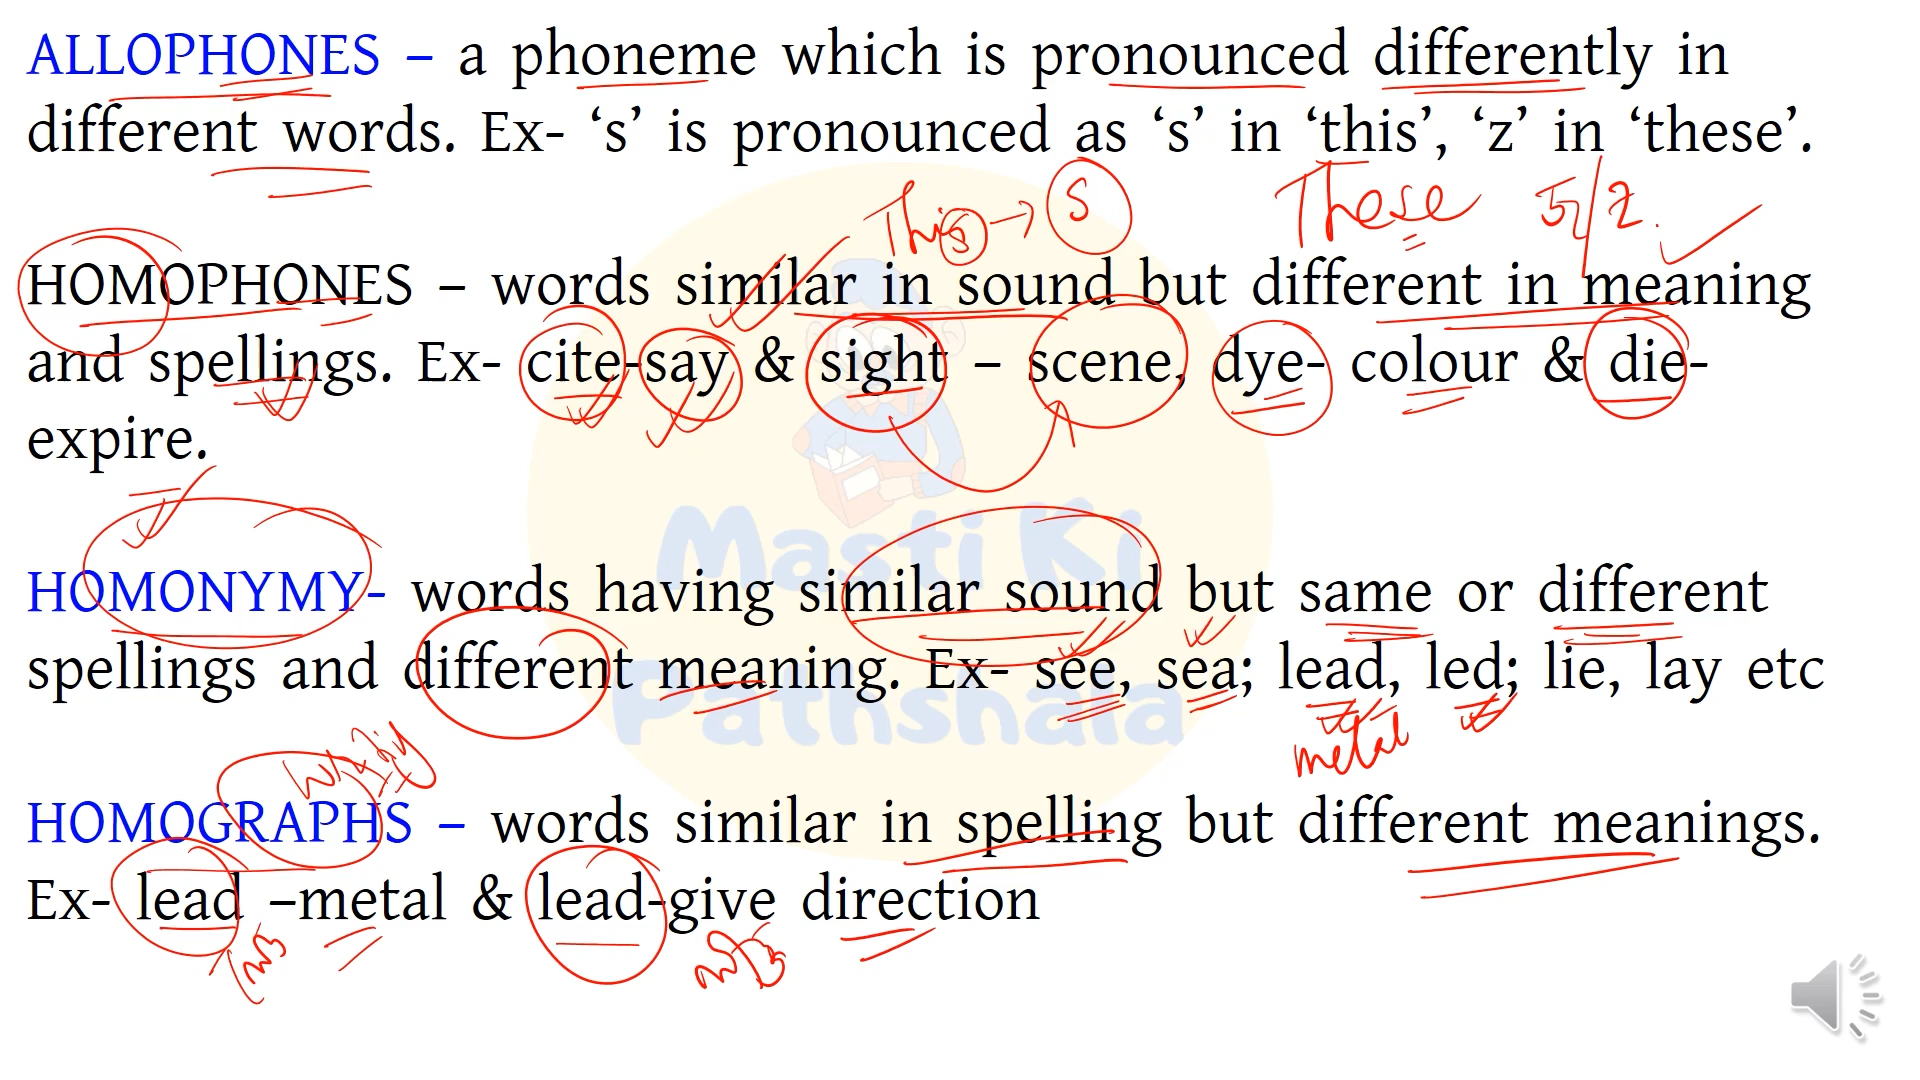 ALLOPHONES – a phoneme which is pronounced differently in
different words. Ex- ‘s’ is pronounced as ‘s’ in ‘this’, ‘z’ in ‘these’.
This → S These S/Z
HOMOPHONES – words similar in sound but different in meaning
and spellings. Ex- cite-say & sight – scene, dye- colour & die-
expire.
HOMONYMY- words having similar sound but same or different
spellings and different meaning. Ex- see, sea; lead, led; lie, lay etc
metal
HOMOGRAPHS – words similar in spelling but different meanings.
Ex- lead –metal & lead-give direction
Masti Ki
Pathshala